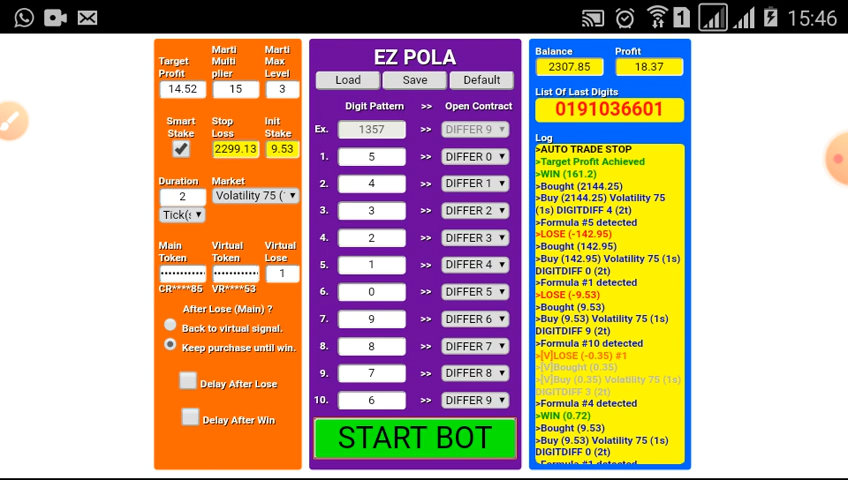 15:46
Target Profit
Marti Multi plier
Marti Max Level
14.52
15
3
Smart Stake
Stop Loss
Init Stake
2299.13
9.53
Duration
Market
2
Volatility 75 (
Tick(s
Main Token
Virtual Token
Virtual Lose
1
CR****85
VR****53
After Lose (Main) ?
Back to virtual signal.
Keep purchase until win.
Delay After Lose
Delay After Win
EZ POLA
Load
Save
Default
Digit Pattern >> Open Contract
Ex. 1357 >> DIFFER 9
1. 5 >> DIFFER 0
2. 4 >> DIFFER 1
3. 3 >> DIFFER 2
4. 2 >> DIFFER 3
5. 1 >> DIFFER 4
6. 0 >> DIFFER 5
7. 9 >> DIFFER 6
8. 8 >> DIFFER 7
9. 7 >> DIFFER 8
10. 6 >> DIFFER 9
START BOT
Balance
Profit
2307.85
18.37
List Of Last Digits
0191036601
Log
>AUTO TRADE STOP
>Target Profit Achieved
>WIN (161.2)
>Bought (2144.25)
>Buy (2144.25) Volatility 75
(1s) DIGITDIFF 4 (2t)
>Formula #5 detected
>LOSE (-142.95)
>Bought (142.95)
>Buy (142.95) Volatility 75 (1s)
DIGITDIFF 0 (2t)
>Formula #1 detected
>LOSE (-9.53)
>Bought (9.53)
>Buy (9.53) Volatility 75 (1s)
DIGITDIFF 9 (2t)
>Formula #10 detected
>[V]LOSE (-0.35) #1
>[V]Bought (0.35)
>[V]Buy (0.35) Volatility 75 (1s)
DIGITDIFF 3 (2t)
>Formula #4 detected
>WIN (0.72)
>Bought (9.53)
>Buy (9.53) Volatility 75 (1s)
DIGITDIFF 0 (2t)
>Formula #1 detected